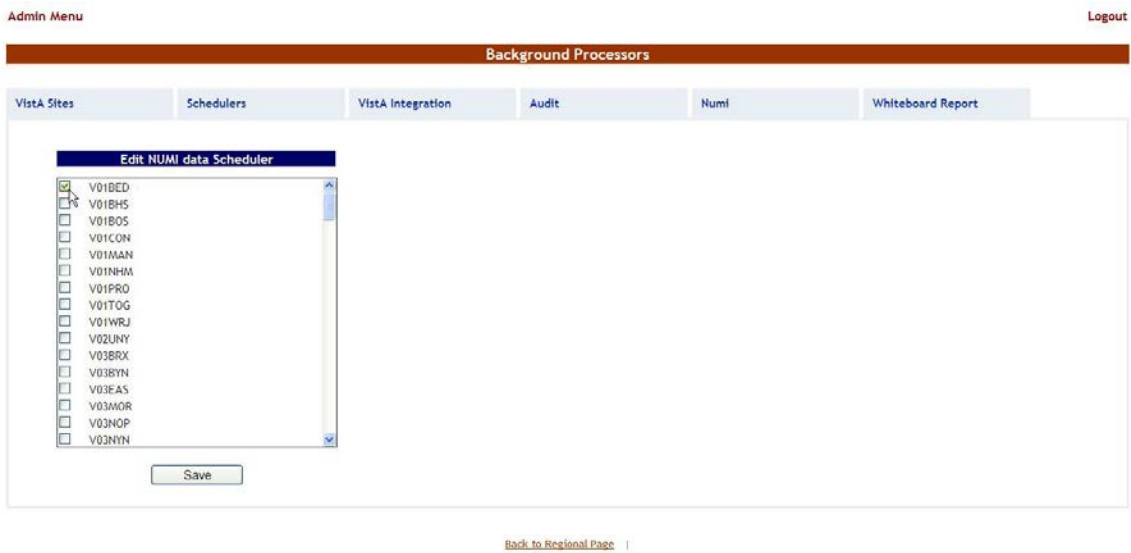 Admin Menu Logout
Background Processors
VistA Sites Schedulers VistA Integration Audit Numi Whiteboard Report
Edit NUMI data Scheduler
V01BED
V01BHS
V01BOS
V01CON
V01MAN
V01NHM
V01PRO
V01TOG
V01WRJ
V02UNY
V03BRX
V03BYN
V03EAS
V03MOR
V03NOP
V03NYN
Save
Back to Regional Page |